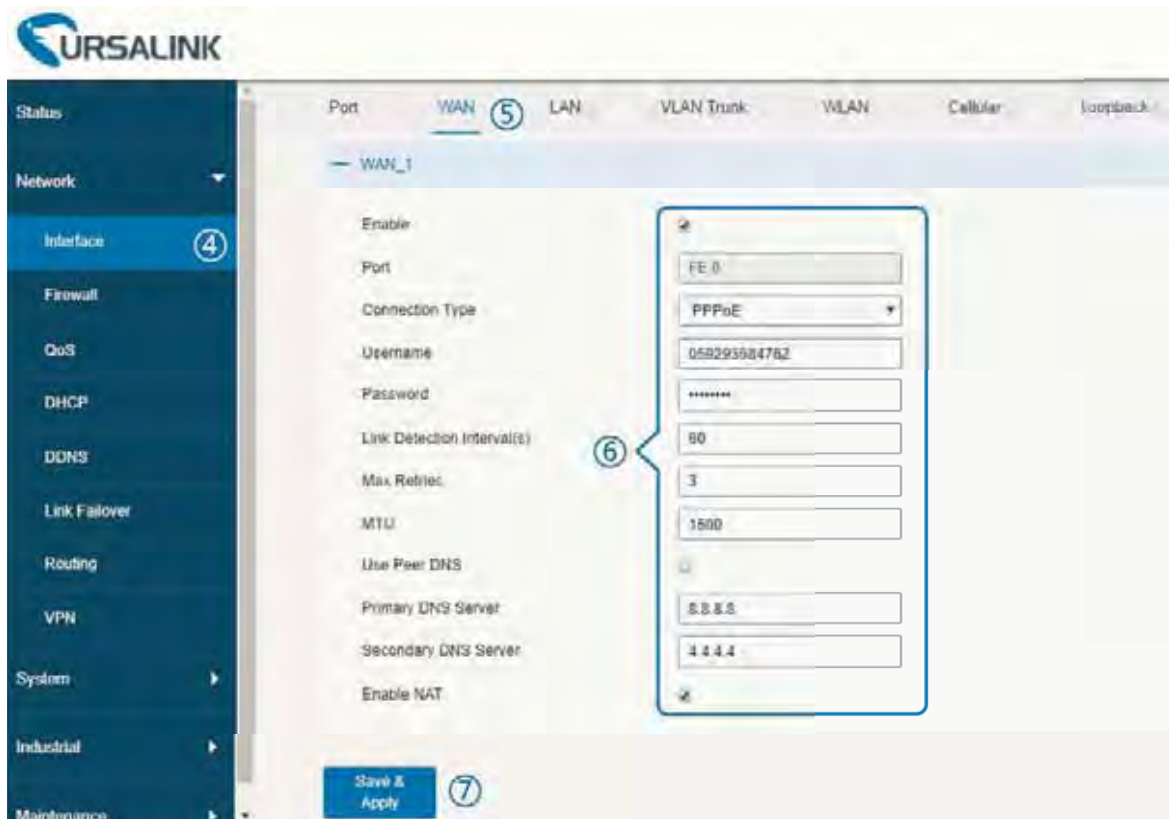 URSALINK
Status
Port WAN ⑤ LAN VLAN Trunk WLAN Cellular Loopback
— WAN_1
Network
Interface ④
Firewall
QoS
DHCP
DDNS
Link Failover
Routing
VPN
System
Industrial
Maintenance
Enable
Port FE 0
Connection Type PPPoE
Username
Password ••••••••
⑥
Link Detection Interval(s) 60
Max Retries 3
MTU 1500
Use Peer DNS
Primary DNS Server 8.8.8.8
Secondary DNS Server 4.4.4.4
Enable NAT
Save &
Apply ⑦